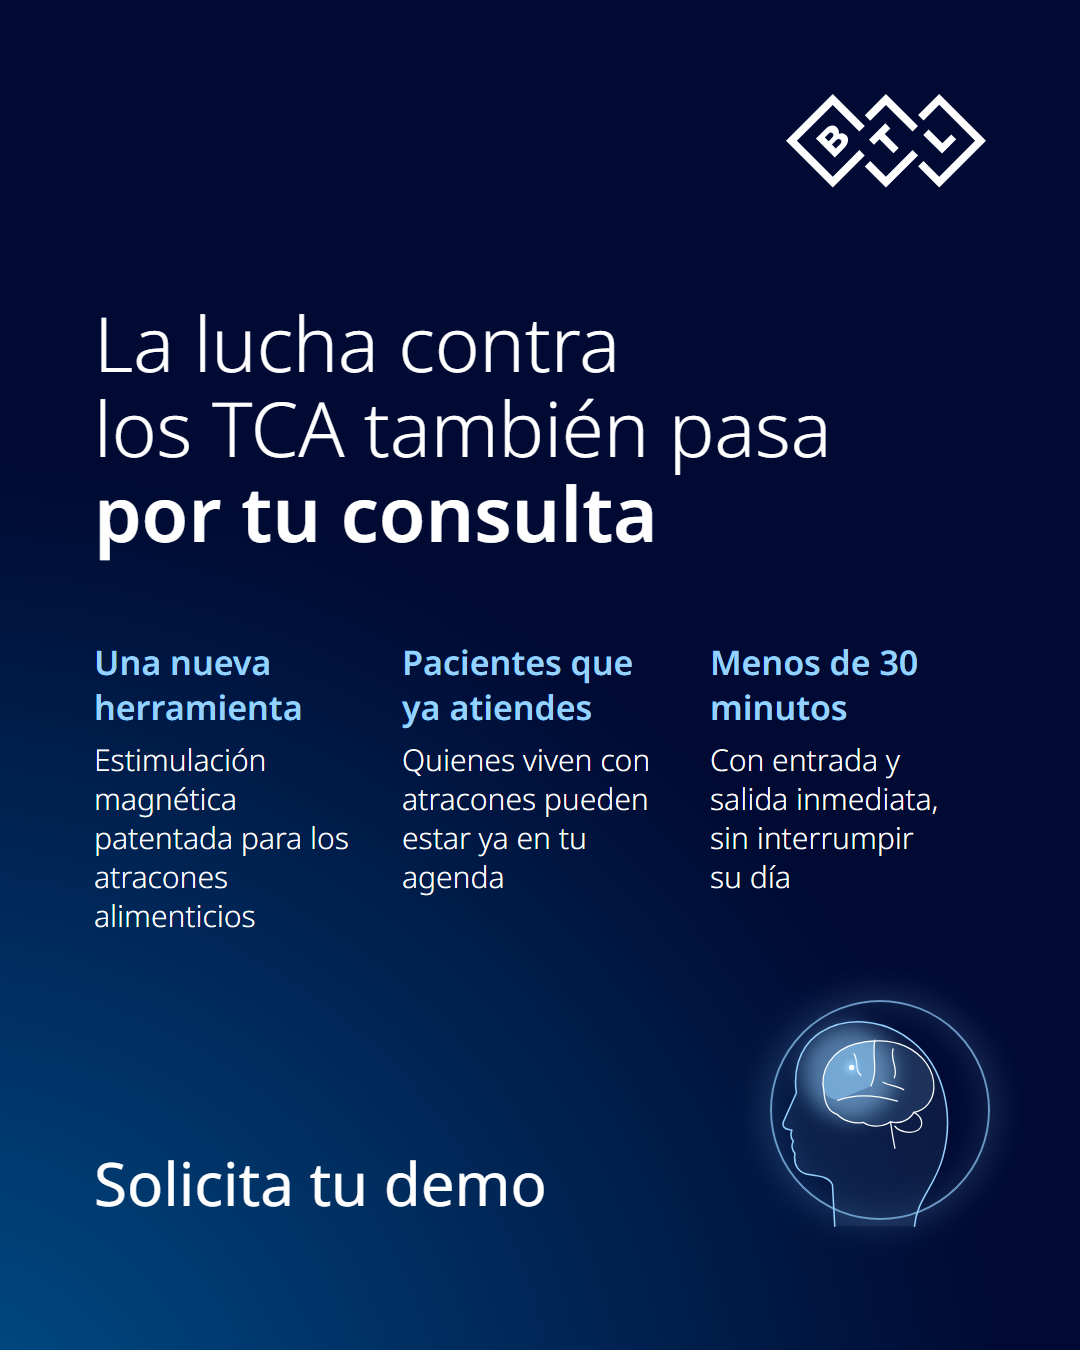 BTL
La lucha contra
los TCA también pasa
por tu consulta
Una nueva
herramienta
Estimulación
magnética
patentada para los
atracones
alimenticios
Pacientes que
ya atiendes
Quienes viven con
atracones pueden
estar ya en tu
agenda
Menos de 30
minutos
Con entrada y
salida inmediata,
sin interrumpir
su día
Solicita tu demo